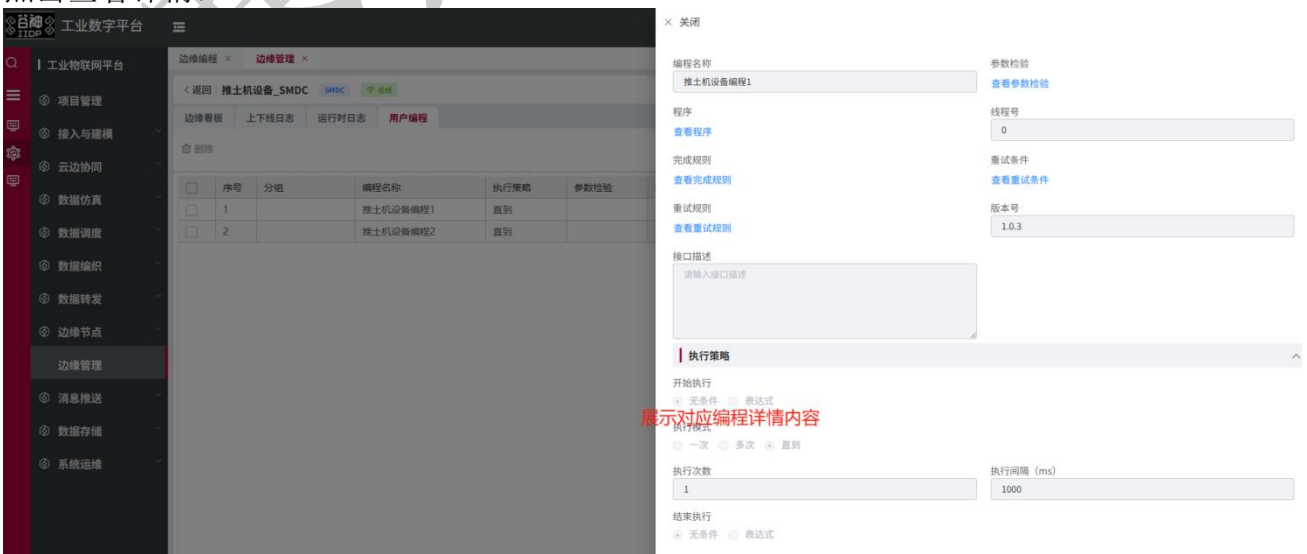 谷神 IIDP 工业数字平台
工业物联网平台
项目管理
接入与建模
云边协同
数据仿真
数据调度
数据编织
数据转发
边缘节点
边缘管理
消息推送
数据存储
系统运维
边缘编程 × 边缘管理 ×
<返回 推土机设备_SMDC SMDC 在线
边缘看板 上下线日志 运行时日志 用户编程
删除
序号 分组 编程名称 执行策略 参数检验
1 推土机设备编程1 直到
2 推土机设备编程2 直到
× 关闭
编程名称 参数检验
推土机设备编程1 查看参数检验
程序 线程号
查看程序 0
完成规则 重试条件
查看完成规则 查看重试条件
重试规则 版本号
查看重试规则 1.0.3
接口描述
请输入接口描述
执行策略
开始执行
无条件 表达式
展示对应编程详情内容
执行模式
一次 多次 直到
执行次数 执行间隔（ms）
1 1000
结束执行
无条件 表达式